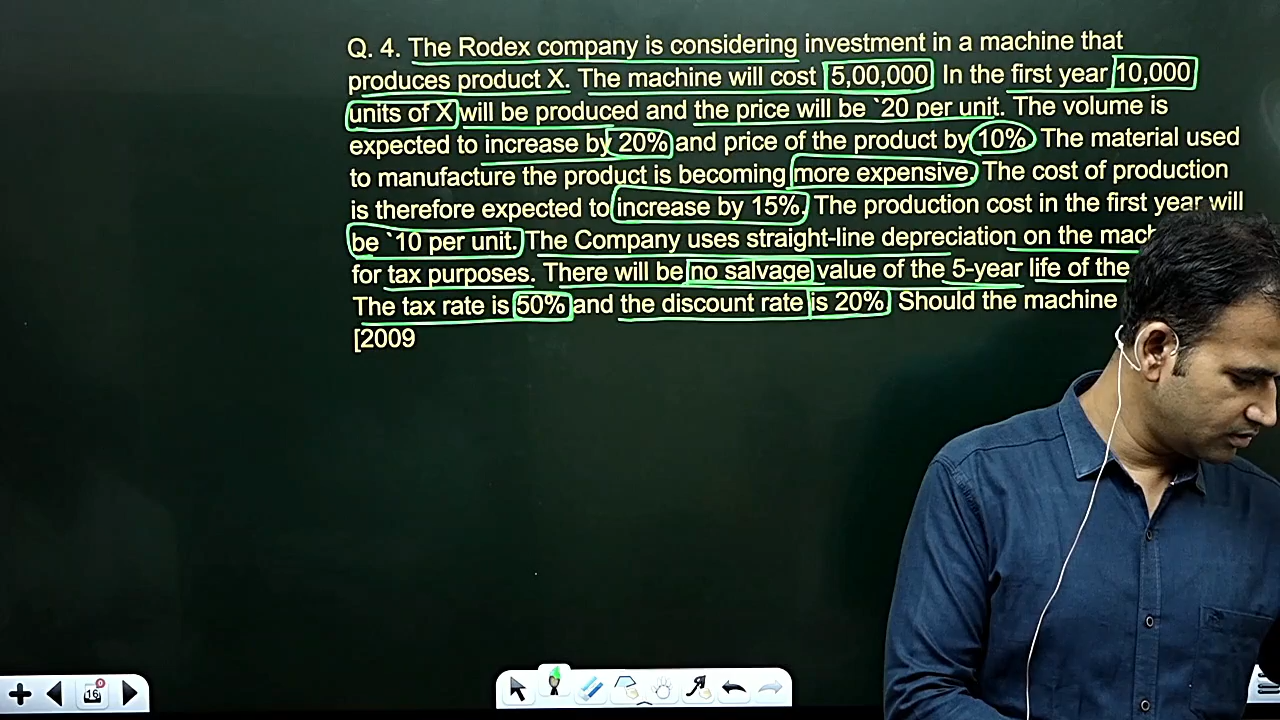 Q. 4. The Rodex company is considering investment in a machine that
produces product X. The machine will cost 5,00,000 In the first year 10,000
units of X will be produced and the price will be `20 per unit. The volume is
expected to increase by 20% and price of the product by 10% The material used
to manufacture the product is becoming more expensive. The cost of production
is therefore expected to increase by 15%. The production cost in the first year will
be `10 per unit. The Company uses straight-line depreciation on the
for tax purposes. There will be no salvage value of the 5-year life of the
The tax rate is 50% and the discount rate is 20%. Should the machine
[2009
16
0